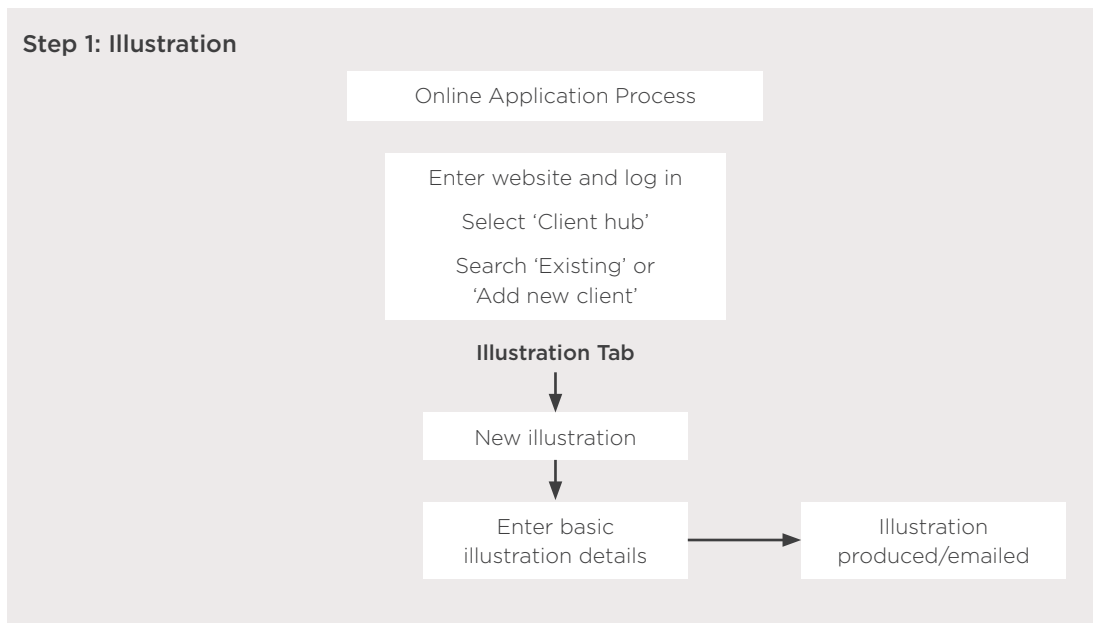 Step 1: Illustration
Online Application Process
Enter website and log in
Select ‘Client hub’
Search ‘Existing’ or
‘Add new client’
Illustration Tab
New illustration
Enter basic
illustration details
Illustration
produced/emailed